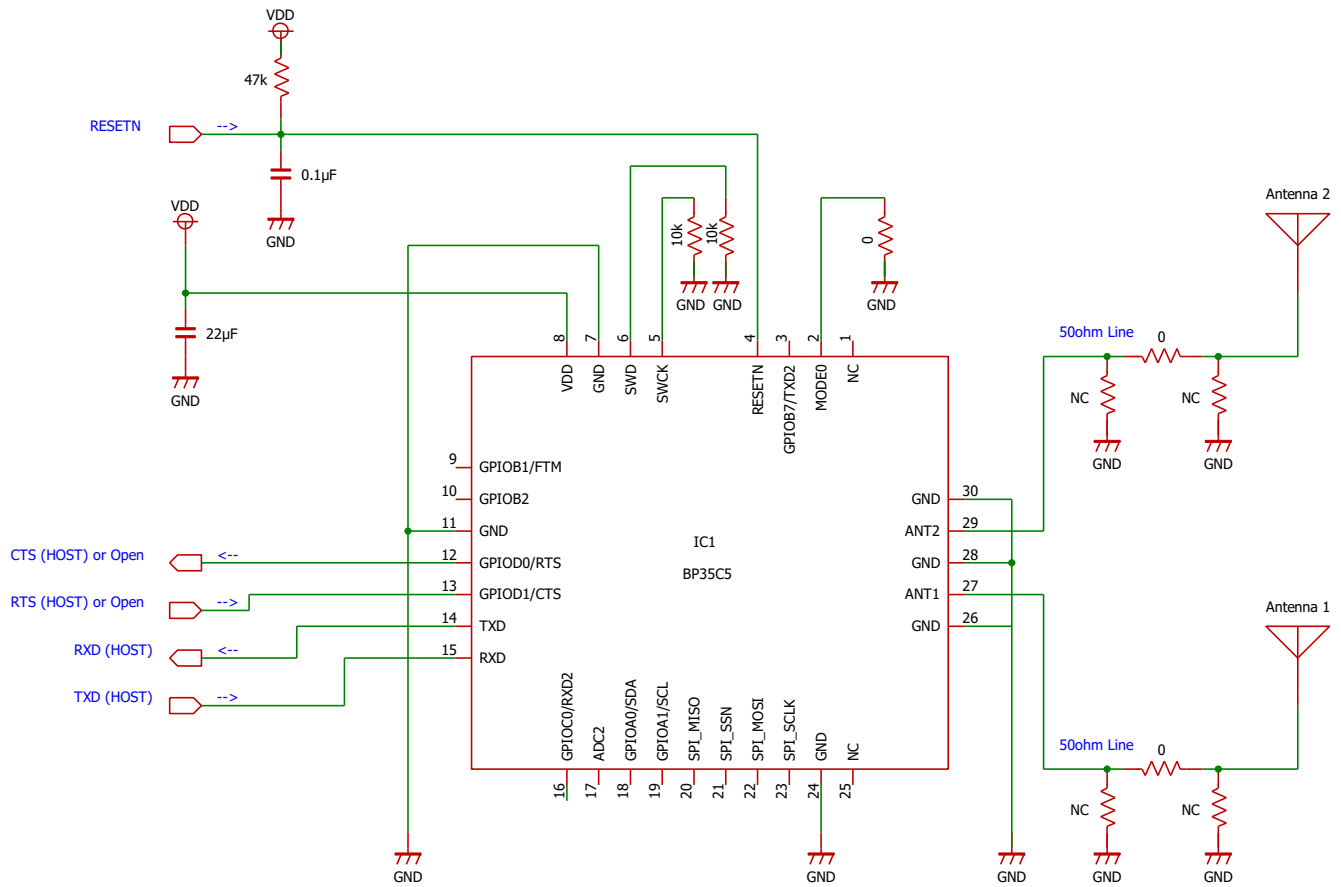 VDD
47k
RESETN
-->
0.1µF
GND
VDD
22µF
GND
10k
10k
GND
GND
0
GND
Antenna 2
50ohm Line
0
NC
NC
GND
GND
8
7
6
5
4
3
2
1
VDD
GND
SWD
SWCK
RESETN
GPIOB7/TXD2
MODE0
NC
9
GPIOB1/FTM
10
GPIOB2
11
GND
CTS (HOST) or Open
<--
12
GPIOD0/RTS
RTS (HOST) or Open
-->
13
GPIOD1/CTS
14
TXD
RXD (HOST)
<--
15
RXD
TXD (HOST)
-->
IC1
BP35C5
GND
30
ANT2
29
GND
28
ANT1
27
GND
26
Antenna 1
GPIOC0/RXD2
ADC2
GPIOA0/SDA
GPIOA1/SCL
SPI_MISO
SPI_SSN
SPI_MOSI
SPI_SCLK
GND
NC
16
17
18
19
20
21
22
23
24
25
50ohm Line
0
NC
NC
GND
GND
GND
GND
GND